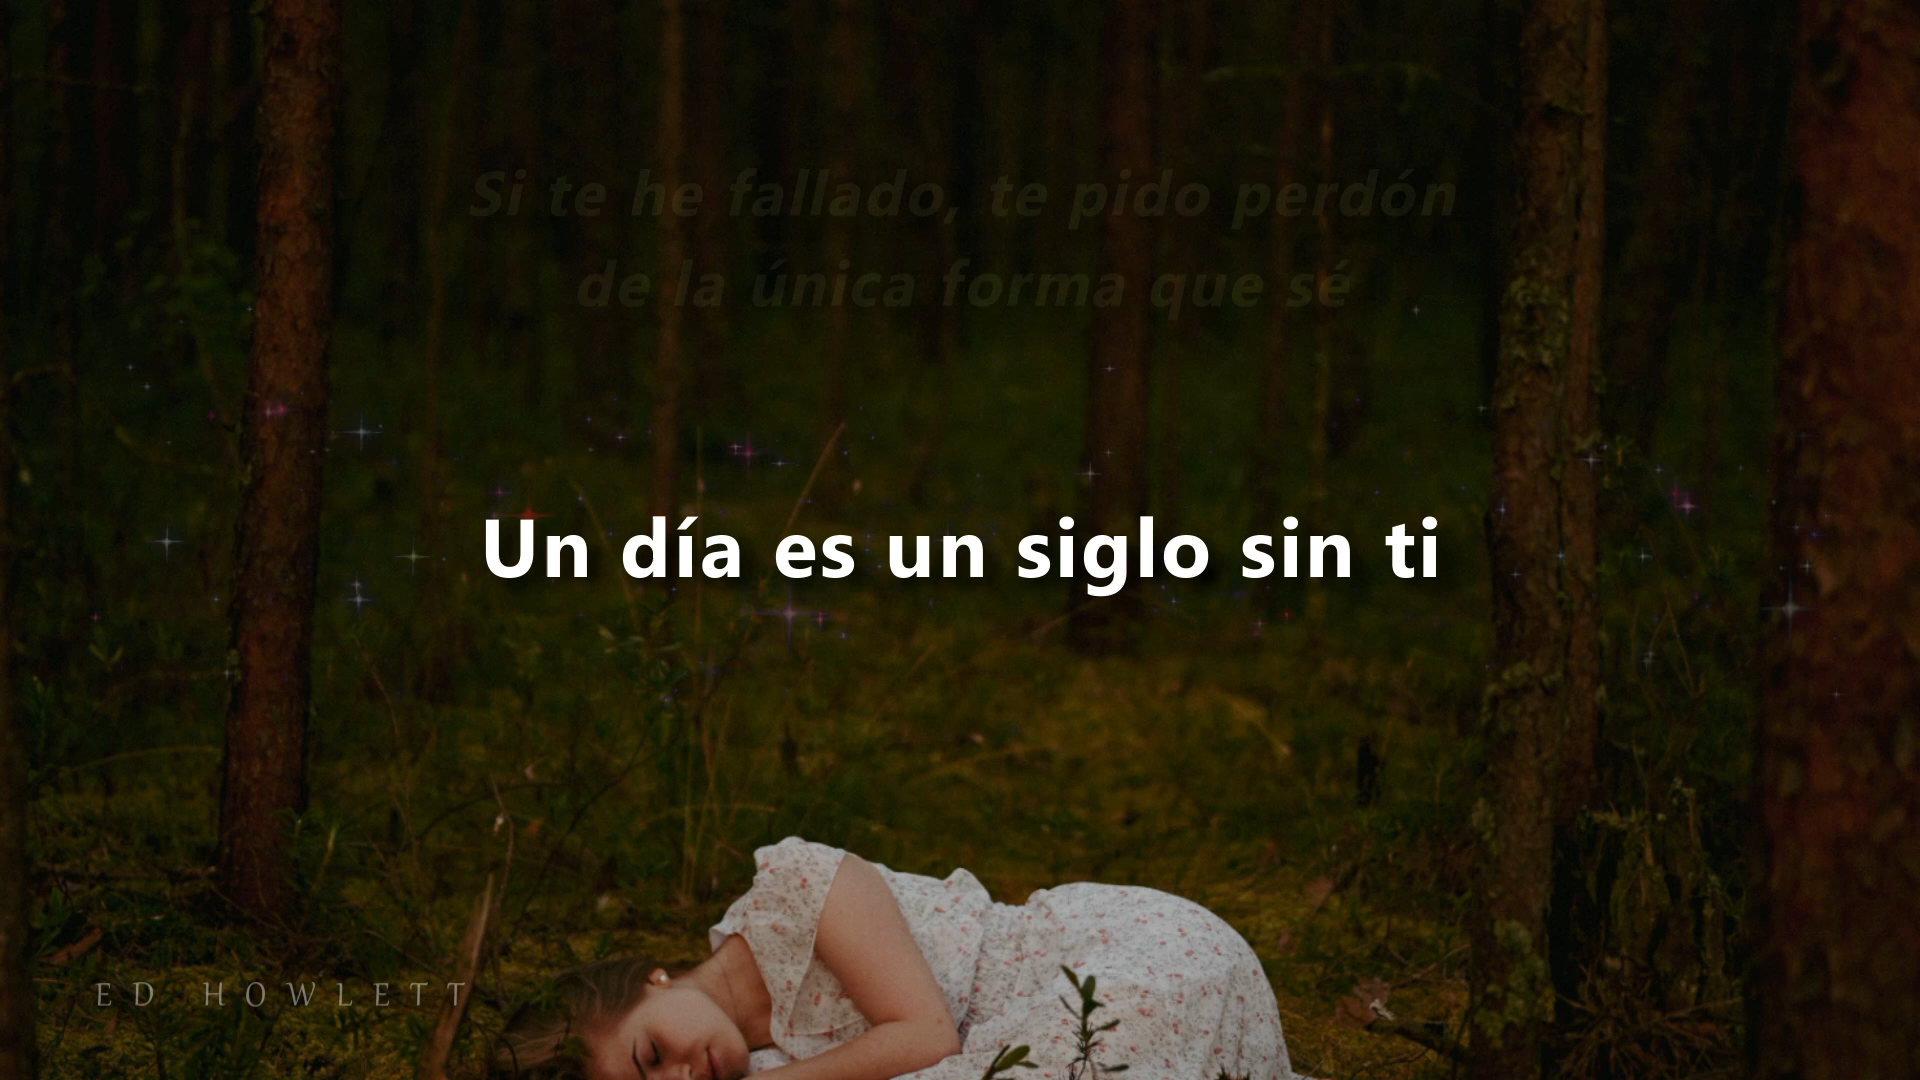 Si te he fallado, te pido perdón
de la única forma que sé
Un día es un siglo sin ti
ED HOWLETT